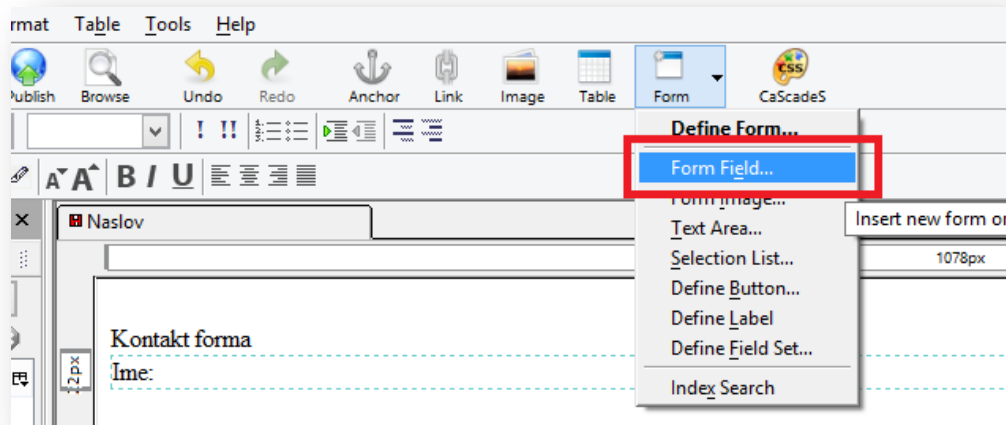 rmat Table Tools Help
Publish Browse Undo Redo Anchor Link Image Table Form CaScadeS
Define Form...
! !!
Form Field...
A A B I U
Form Image...
Naslov
Insert new form or
Text Area...
Selection List...
1078px
Define Button...
Define Label
Kontakt forma
Define Field Set...
Ime:
Index Search